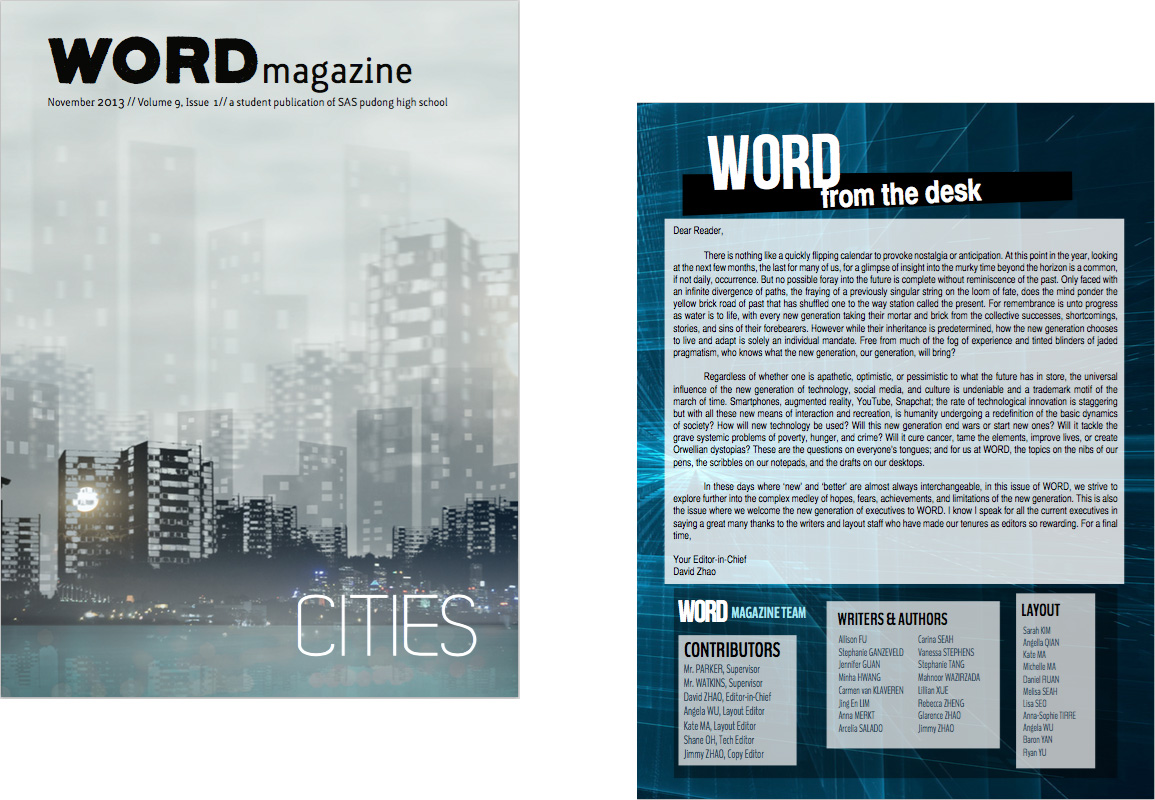 WORD magazine
November 2013 // Volume 9, Issue 1// a student publication of SAS pudong high school
CITIES
WORD
from the desk
Dear Reader,
There is nothing like a quickly flipping calendar to provoke nostalgia or anticipation. At this point in the year, looking
at the next few months, the last for many of us, for a glimpse of insight into the murky time beyond the horizon is a common,
if not daily, occurrence. But no possible foray into the future is complete without reminiscence of the past. Only faced with
an infinite divergence of paths, the fraying of a previously singular string on the loom of fate, does the mind ponder the
yellow brick road of past that has shuffled one to the way station called the present. For remembrance is unto progress
as water is to life, with every new generation taking their mortar and brick from the collective successes, shortcomings,
stories, and sins of their forebearers. However while their inheritance is predetermined, how the new generation chooses
to live and adapt is solely an individual mandate. Free from much of the fog of experience and tinted blinders of jaded
pragmatism, who knows what the new generation, our generation, will bring?
Regardless of whether one is apathetic, optimistic, or pessimistic to what the future has in store, the universal
influence of the new generation of technology, social media, and culture is undeniable and a trademark motif of the
march of time. Smartphones, augmented reality, YouTube, Snapchat; the rate of technological innovation is staggering
but with all these new means of interaction and recreation, is humanity undergoing a redefinition of the basic dynamics
of society? How will new technology be used? Will this new generation end wars or start new ones? Will it tackle the
grave systemic problems of poverty, hunger, and crime? Will it cure cancer, tame the elements, improve lives, or create
Orwellian dystopias? These are the questions on everyone's tongues; and for us at WORD, the topics on the nibs of our
pens, the scribbles on our notepads, and the drafts on our desktops.
In these days where 'new' and 'better' are almost always interchangeable, in this issue of WORD, we strive to
explore further into the complex medley of hopes, fears, achievements, and limitations of the new generation. This is also
the issue where we welcome the new generation of executives to WORD. I know I speak for all the current executives in
saying a great many thanks to the writers and layout staff who have made our tenures as editors so rewarding. For a final
time,
Your Editor-in-Chief
David Zhao
WORD MAGAZINE TEAM
CONTRIBUTORS
Mr. PARKER, Supervisor
Mr. WATKINS, Supervisor
David ZHAO, Editor-in-Chief
Angela WU, Layout Editor
Kate MA, Layout Editor
Shane OH, Tech Editor
Jimmy ZHAO, Copy Editor
WRITERS & AUTHORS
Allison FU
Stephanie GANZEVELD
Jennifer GUAN
Minha HWANG
Carmen van KLAVEREN
Jing En LIM
Anna MERKT
Arcelia SALADO
Carina SEAH
Vanessa STEPHENS
Stephanie TANG
Mahnoor WAZIRZADA
Lillian XUE
Rebecca ZHENG
Clarence ZHAO
Jimmy ZHAO
LAYOUT
Sarah KIM
Angella QIAN
Kate MA
Michelle MA
Daniel RUAN
Melisa SEAH
Lisa SEO
Anna-Sophie TIRRE
Angela WU
Baron YAN
Ryan YU